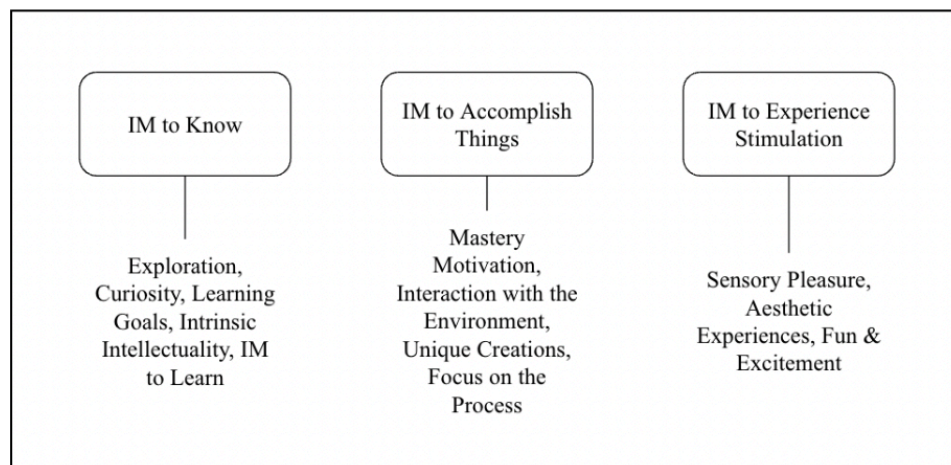 IM to Know
Exploration,
Curiosity, Learning
Goals, Intrinsic
Intellectuality, IM
to Learn
IM to Accomplish
Things
Mastery
Motivation,
Interaction with the
Environment,
Unique Creations,
Focus on the
Process
IM to Experience
Stimulation
Sensory Pleasure,
Aesthetic
Experiences, Fun &
Excitement